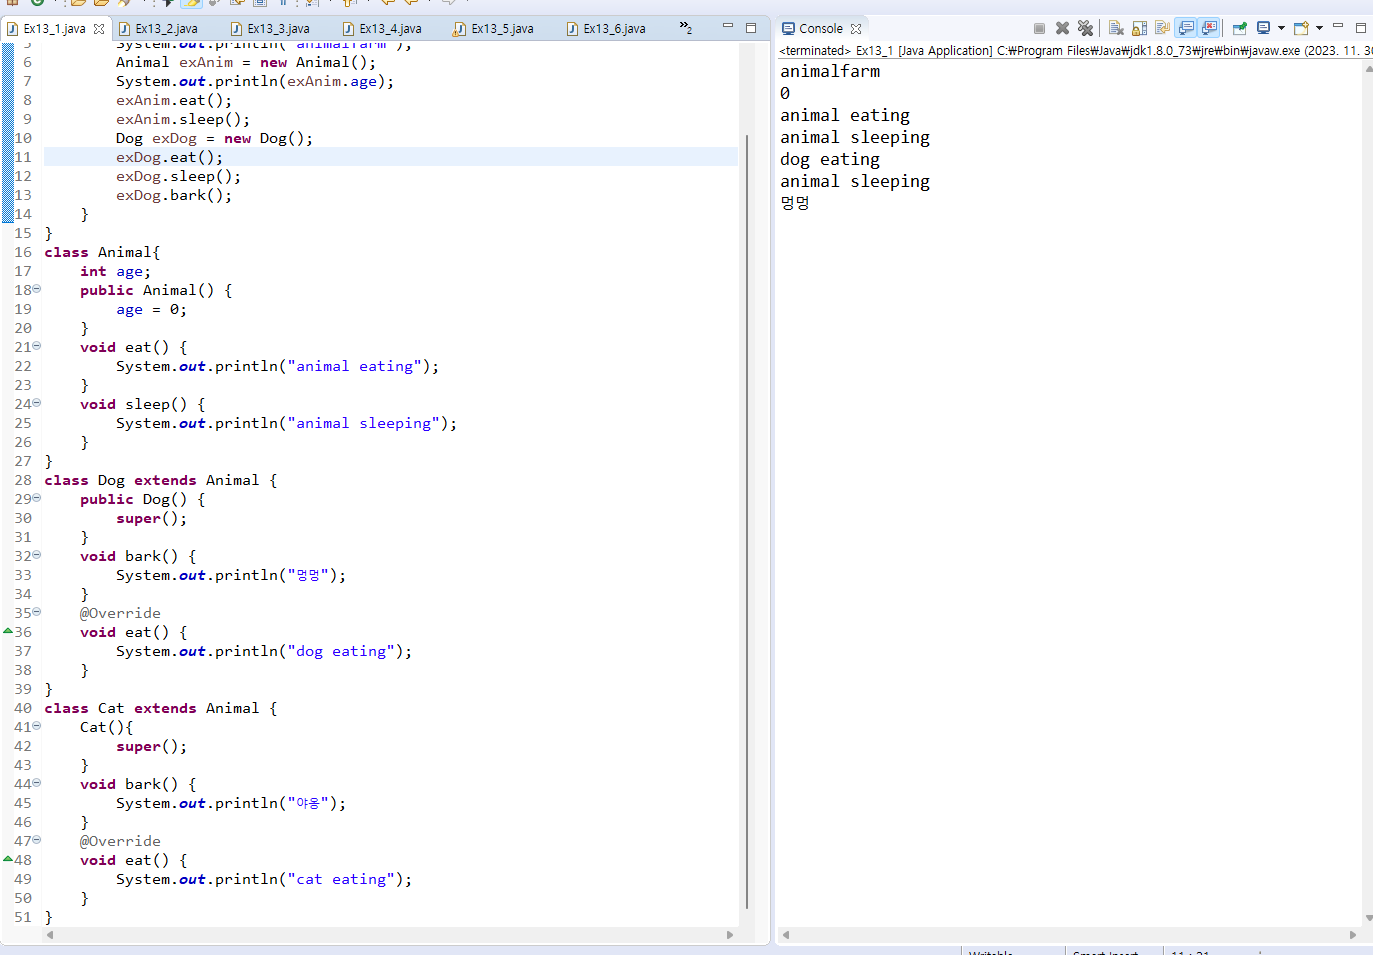 Ex13_1.java Ex13_2.java Ex13_3.java Ex13_4.java Ex13_5.java Ex13_6.java »2
5 System.out.println("animalfarm");
6 Animal exAnim = new Animal();
7 System.out.println(exAnim.age);
8 exAnim.eat();
9 exAnim.sleep();
10 Dog exDog = new Dog();
11 exDog.eat();
12 exDog.sleep();
13 exDog.bark();
14 }
15 }
16 class Animal{
17 int age;
18 public Animal() {
19 age = 0;
20 }
21 void eat() {
22 System.out.println("animal eating");
23 }
24 void sleep() {
25 System.out.println("animal sleeping");
26 }
27 }
28 class Dog extends Animal {
29 public Dog() {
30 super();
31 }
32 void bark() {
33 System.out.println("멍멍");
34 }
35 @Override
36 void eat() {
37 System.out.println("dog eating");
38 }
39 }
40 class Cat extends Animal {
41 Cat(){
42 super();
43 }
44 void bark() {
45 System.out.println("야옹");
46 }
47 @Override
48 void eat() {
49 System.out.println("cat eating");
50 }
51 }
Console
<terminated> Ex13_1 [Java Application] C:₩Program Files₩Java₩jdk1.8.0_73₩jre₩bin₩javaw.exe (2023. 11. 30
animalfarm
0
animal eating
animal sleeping
dog eating
animal sleeping
멍멍
Writable Smart Insert 11 : 21